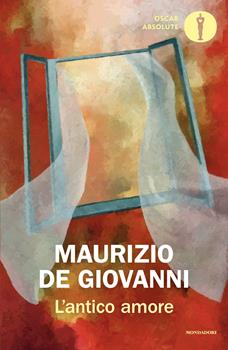 OSCAR
ABSOLUTE
MAURIZIO
DE GIOVANNI
L'antico amore
MONDADORI